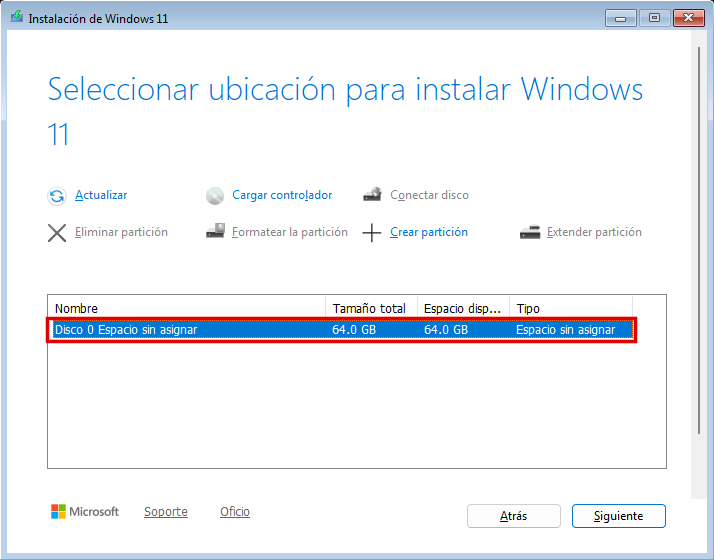 Instalación de Windows 11
Seleccionar ubicación para instalar Windows
11
Actualizar
Cargar controlador
Conectar disco
Eliminar partición
Formatear la partición
Crear partición
Extender partición
Nombre Tamaño total Espacio disp... Tipo
Disco 0 Espacio sin asignar 64.0 GB 64.0 GB Espacio sin asignar
Microsoft Soporte Oficio Atrás Siguiente